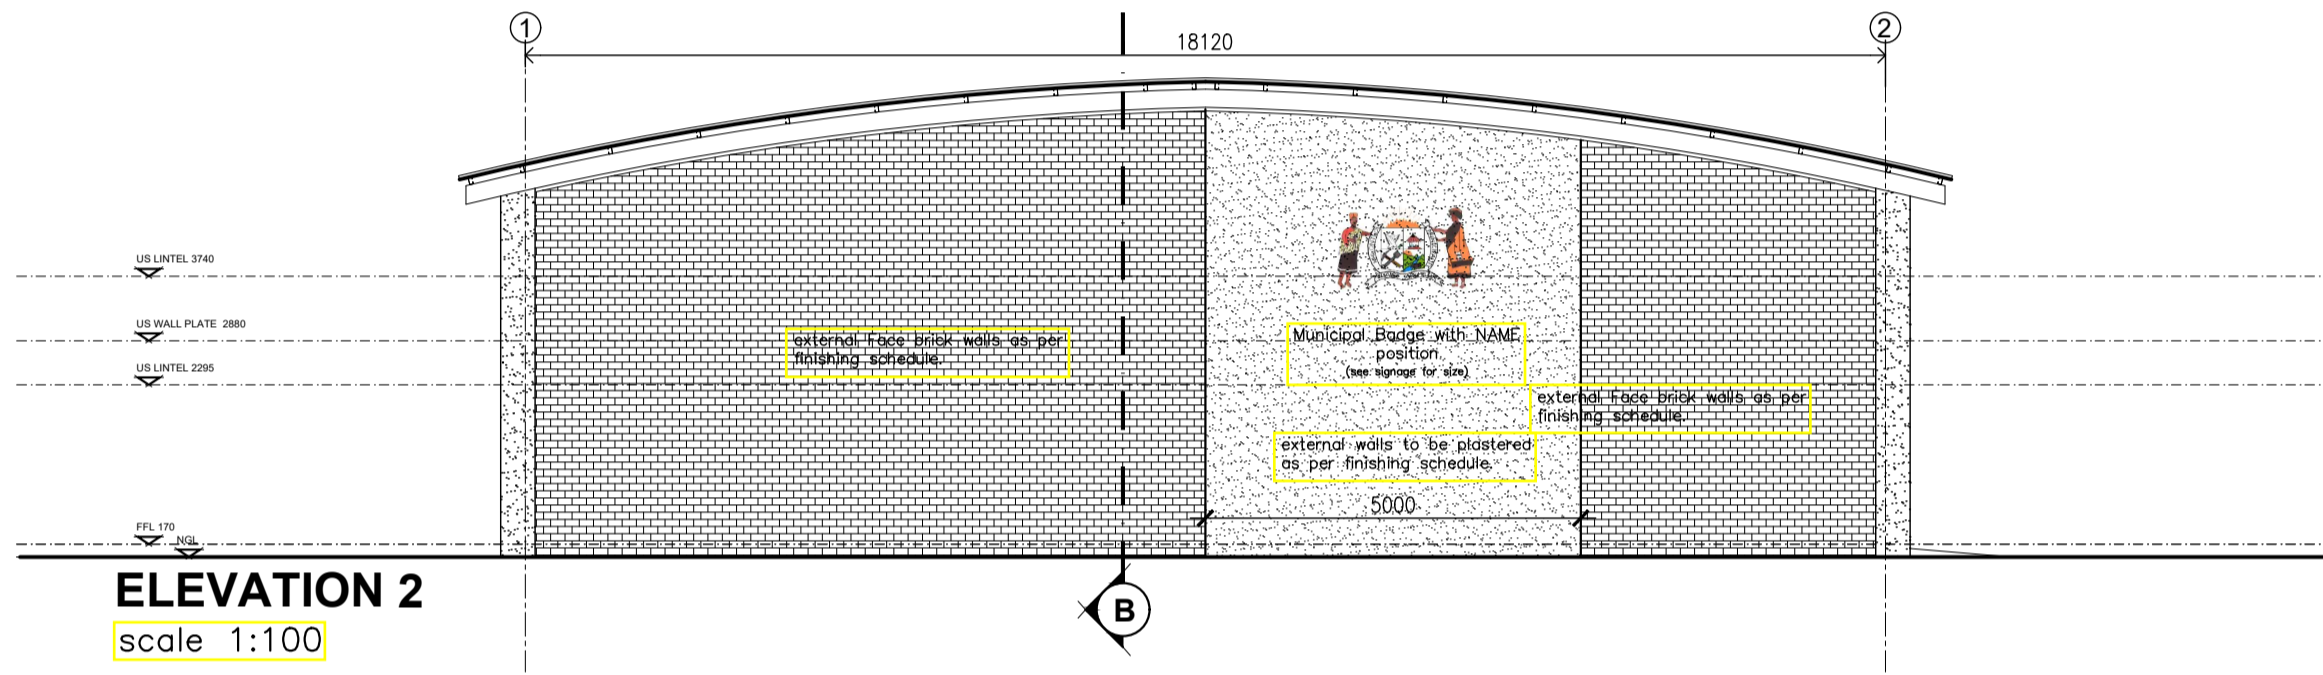 1
2
18120
US LINTEL 3740
US WALL PLATE 2880
US LINTEL 2295
external Face brick walls as per
finishing schedule.
Municipal Badge with NAME
position
(see signage for size)
external Face brick walls as per
finishing schedule.
external walls to be plastered
as per finishing schedule.
5000
FFL 170
NGL
ELEVATION 2
scale 1:100
B